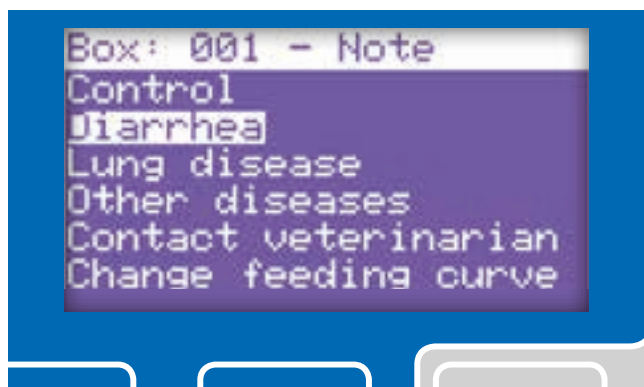 Box: 001 - Note
Control
Diarrhea
Lung disease
Other diseases
Contact veterinarian
Change feeding curve